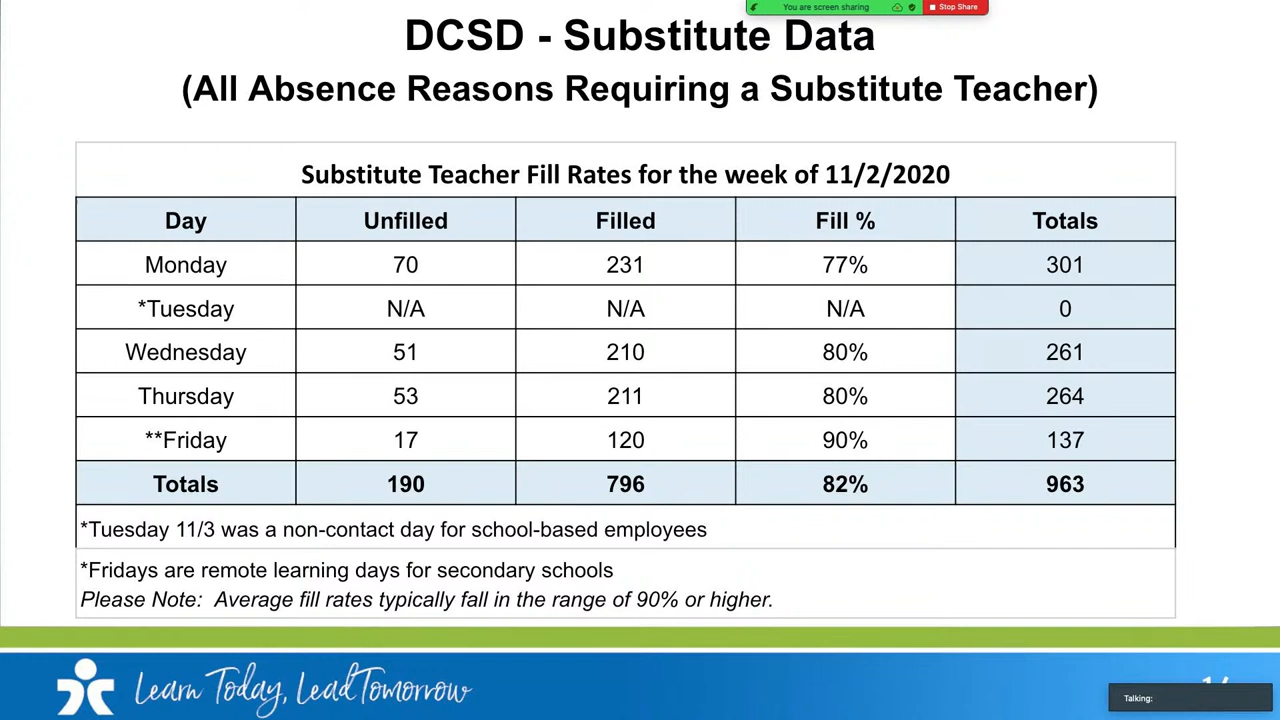 You are screen sharing
Stop Share
DCSD - Substitute Data
(All Absence Reasons Requiring a Substitute Teacher)
Substitute Teacher Fill Rates for the week of 11/2/2020
Day Unfilled Filled Fill % Totals
Monday 70 231 77% 301
*Tuesday N/A N/A N/A 0
Wednesday 51 210 80% 261
Thursday 53 211 80% 264
**Friday 17 120 90% 137
Totals 190 796 82% 963
*Tuesday 11/3 was a non-contact day for school-based employees
*Fridays are remote learning days for secondary schools
Please Note: Average fill rates typically fall in the range of 90% or higher.
Learn Today, Lead Tomorrow
Talking: